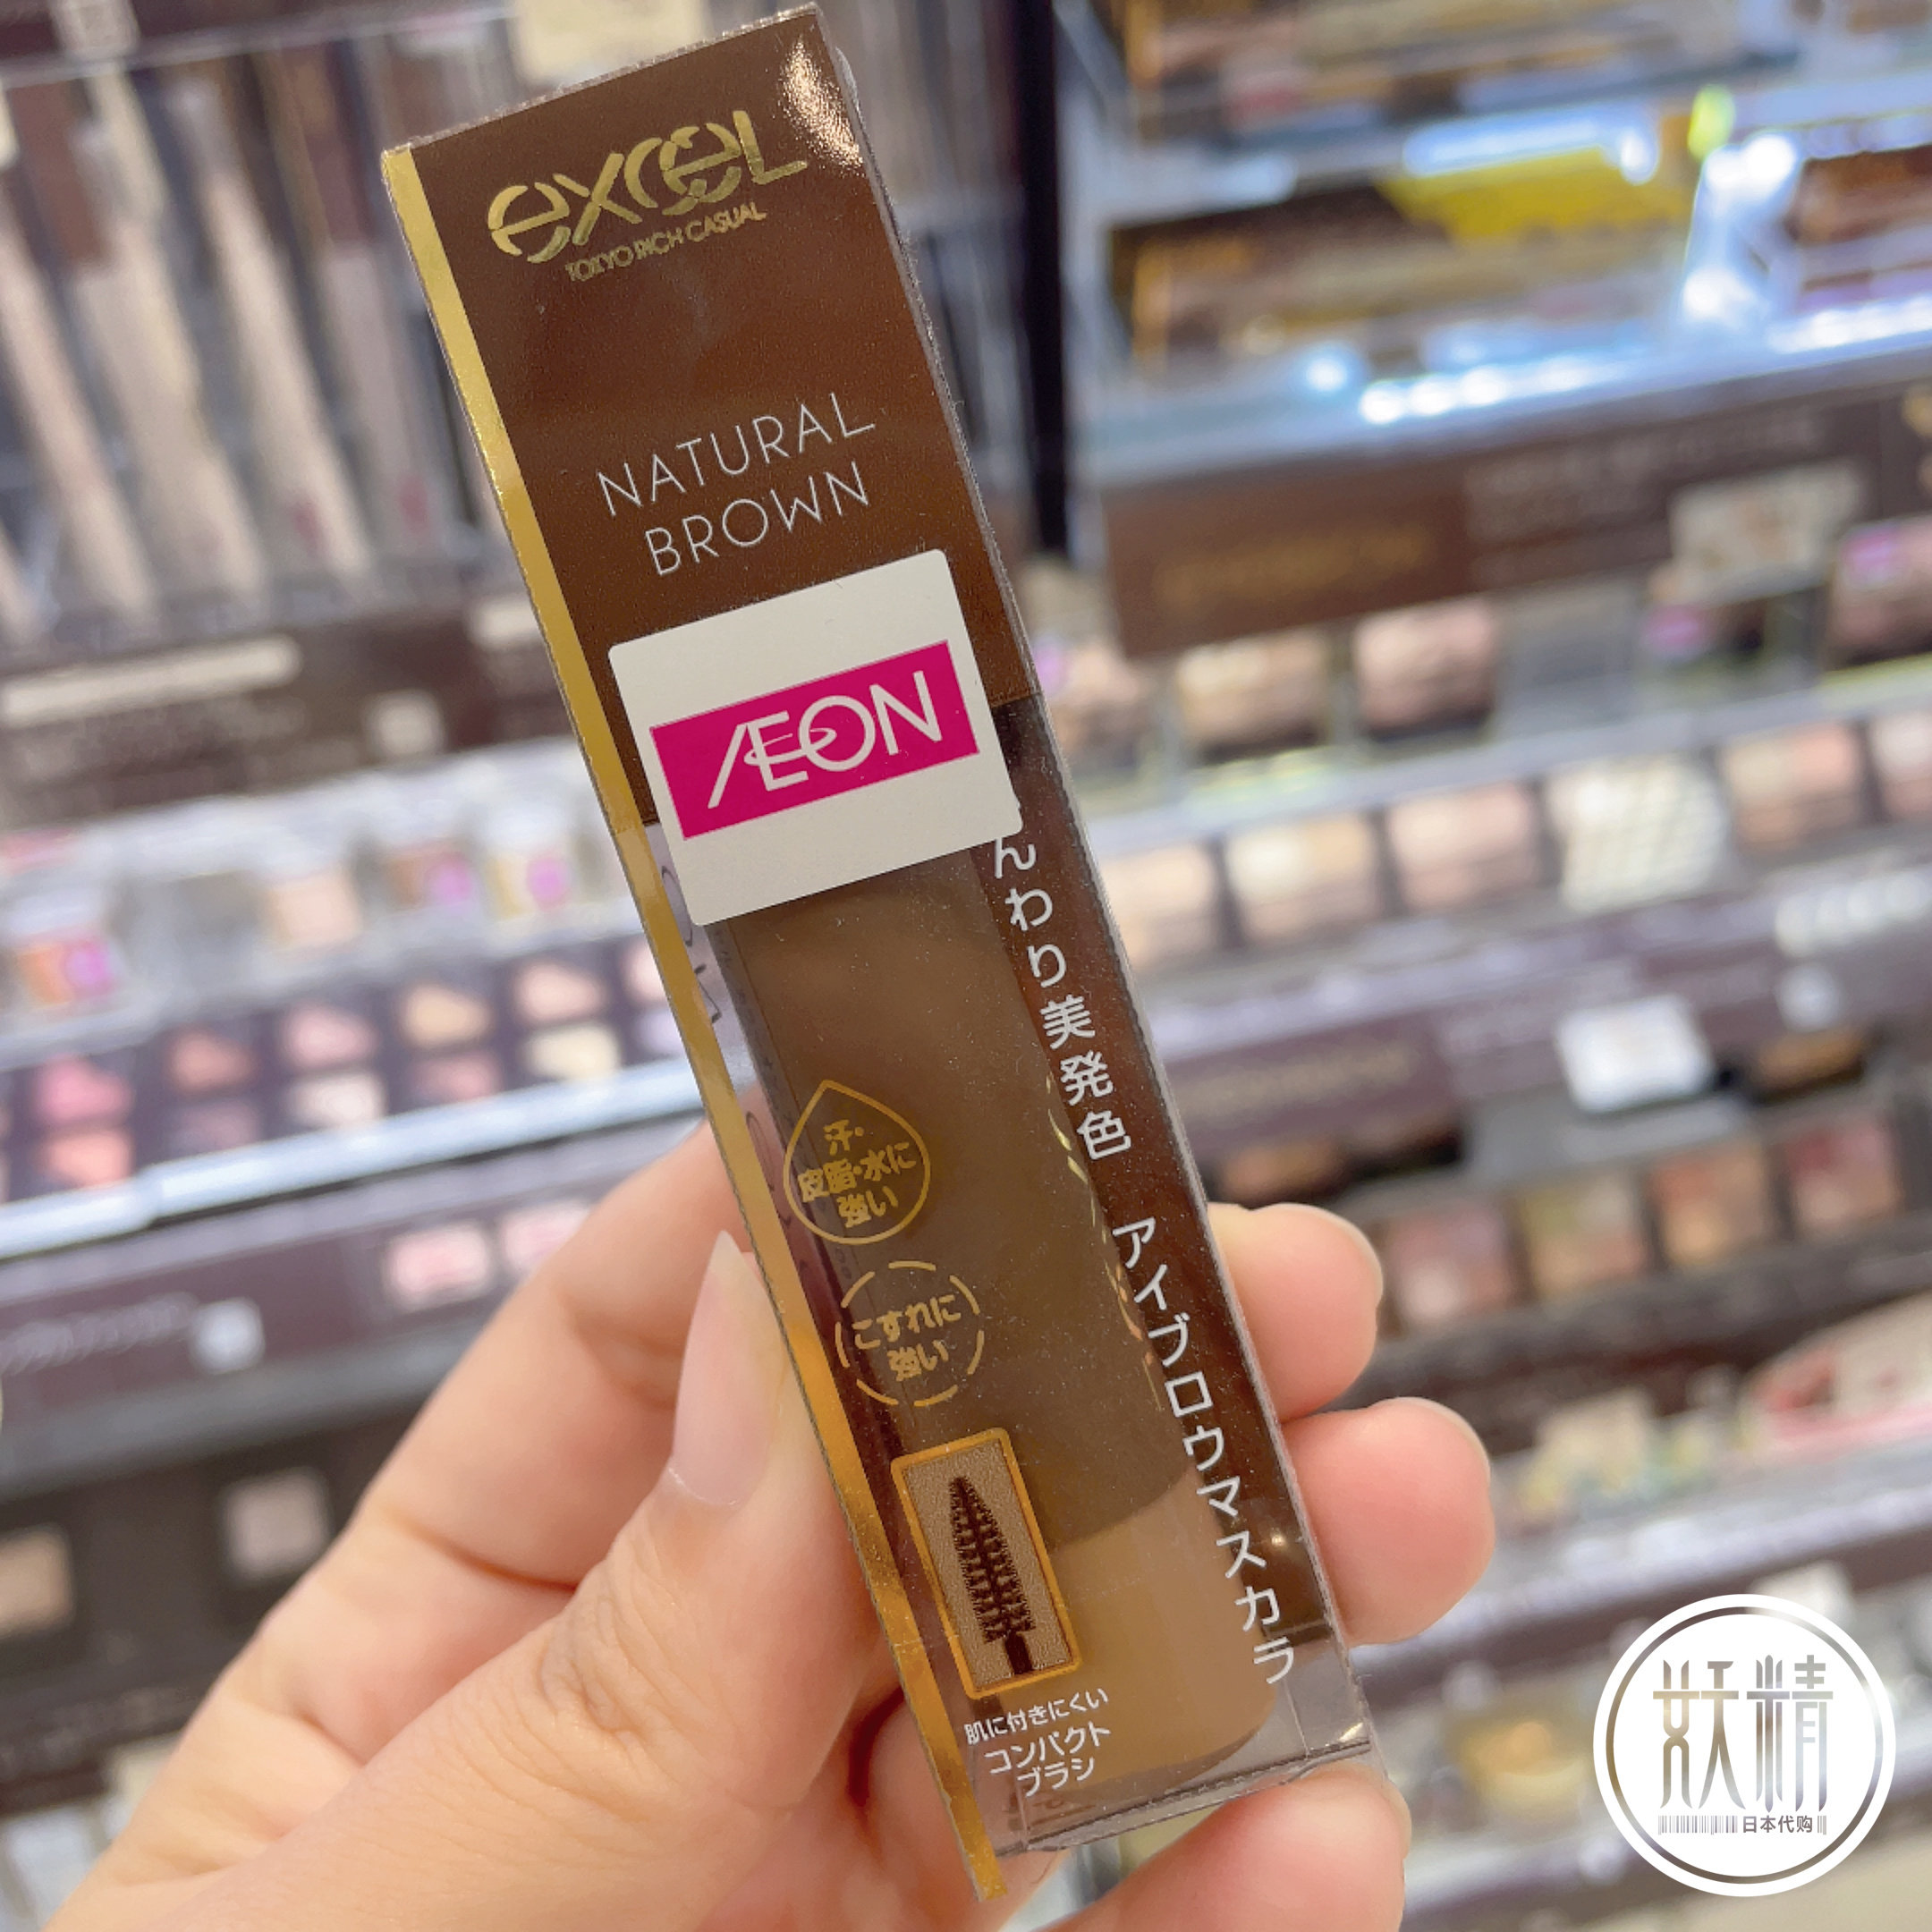 excel
TOKYO RICH CASUAL
NATURAL
BROWN
ÆON
んわり美発色 アイブロウマスカラ
汗・
皮脂・水に
強い
こすれに
強い
肌に付きにくい
コンパクト
ブラシ
妖精
日本代购